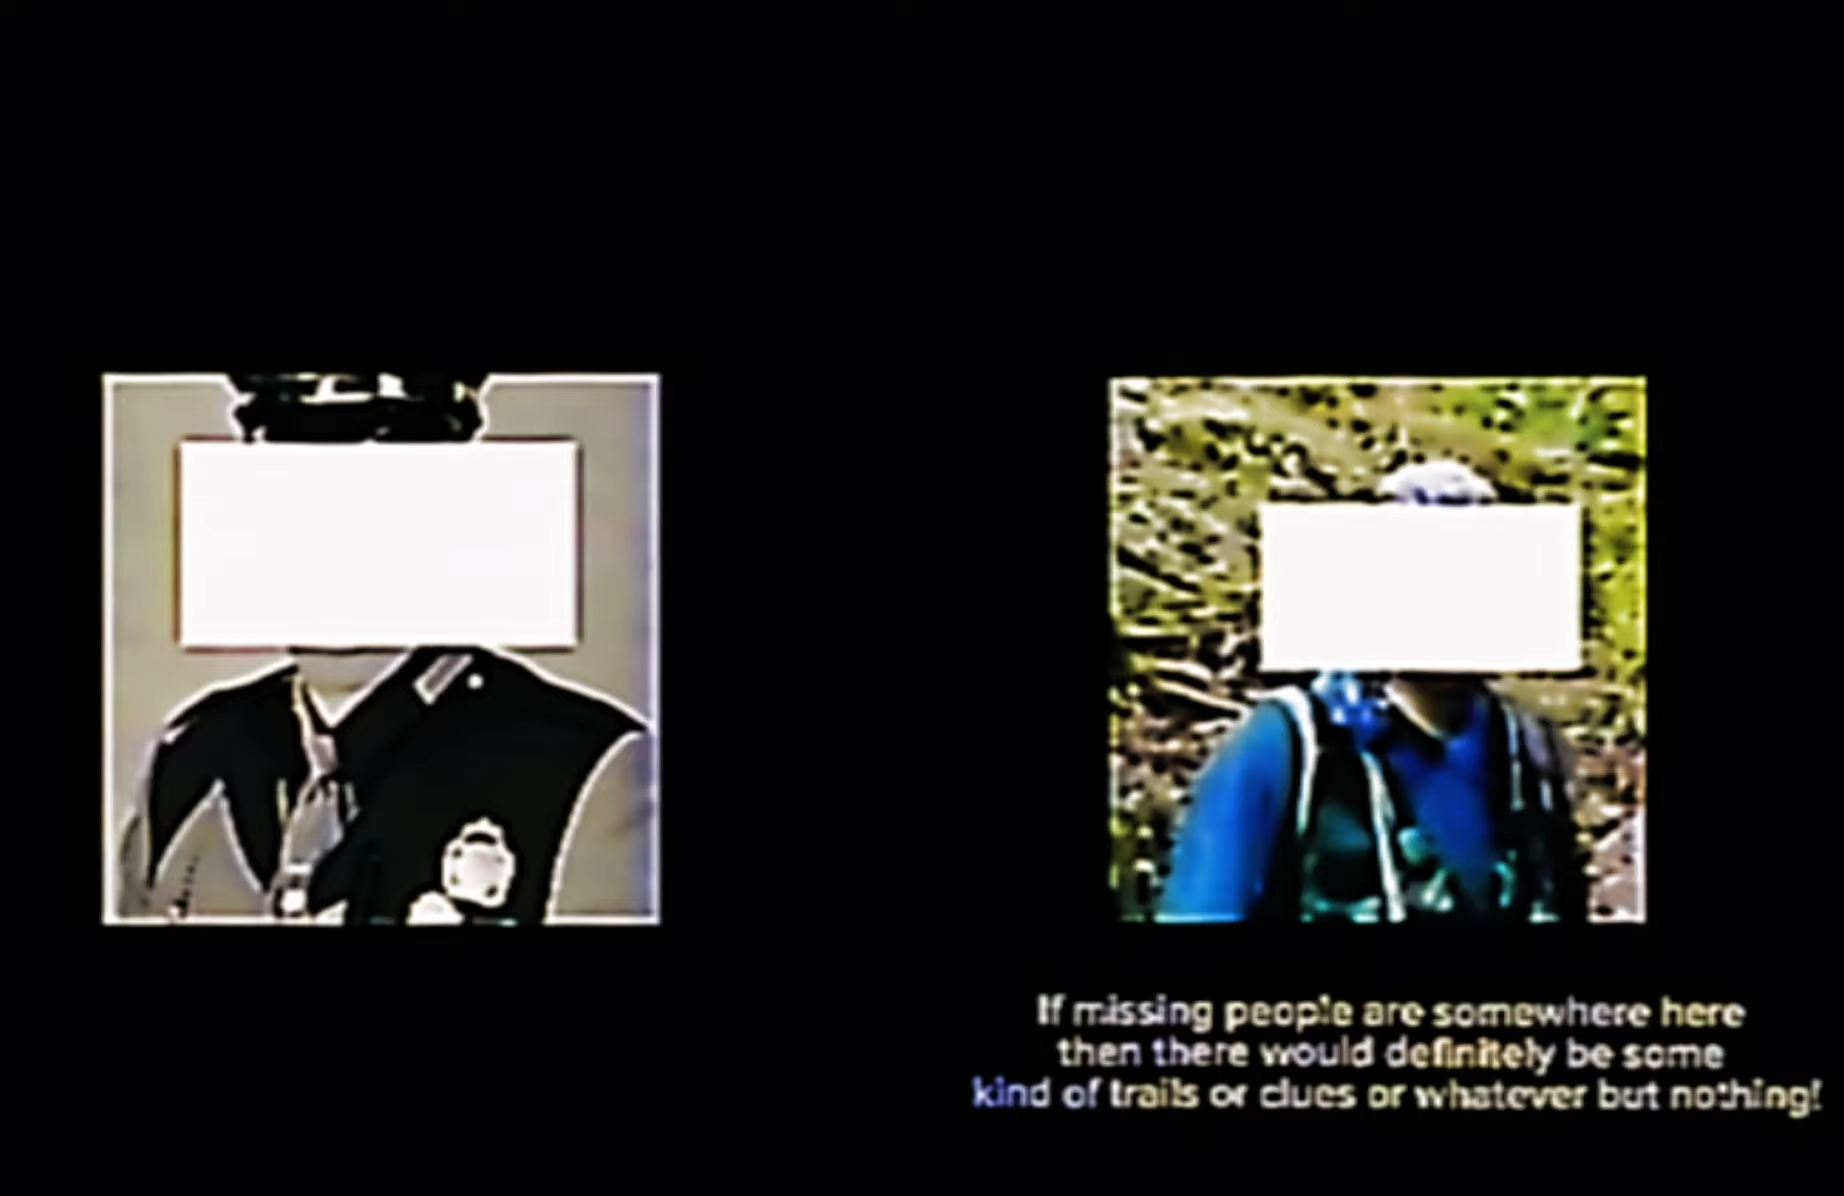 If missing people are somewhere here
then there would definitely be some
kind of trails or clues or whatever but nothing!